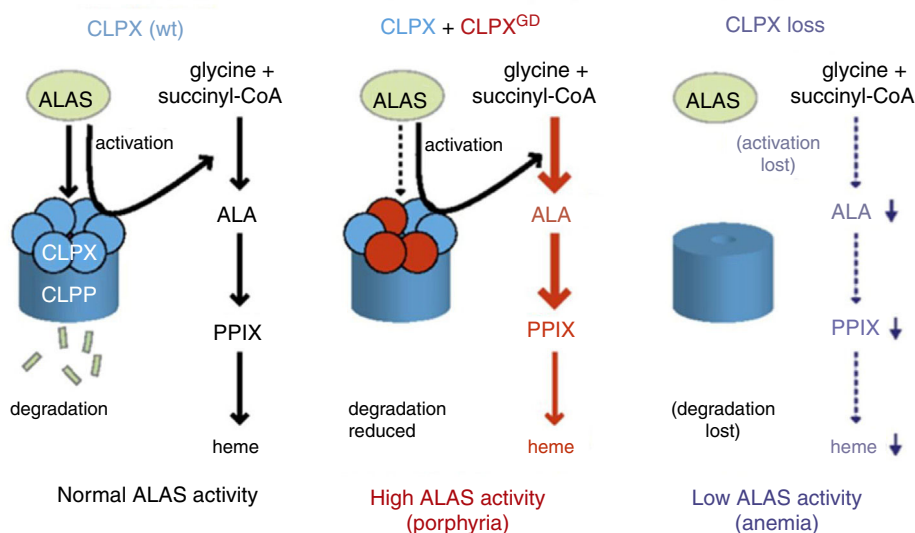 CLPX (wt)
ALAS
glycine +
succinyl-CoA
activation
ALA
CLPX
CLPP
PPIX
degradation
heme
Normal ALAS activity
CLPX + CLPX^GD
ALAS
glycine +
succinyl-CoA
activation
ALA
PPIX
degradation
reduced
heme
High ALAS activity
(porphyria)
CLPX loss
ALAS
glycine +
succinyl-CoA
(activation
lost)
ALA
PPIX
(degradation
lost)
heme
Low ALAS activity
(anemia)